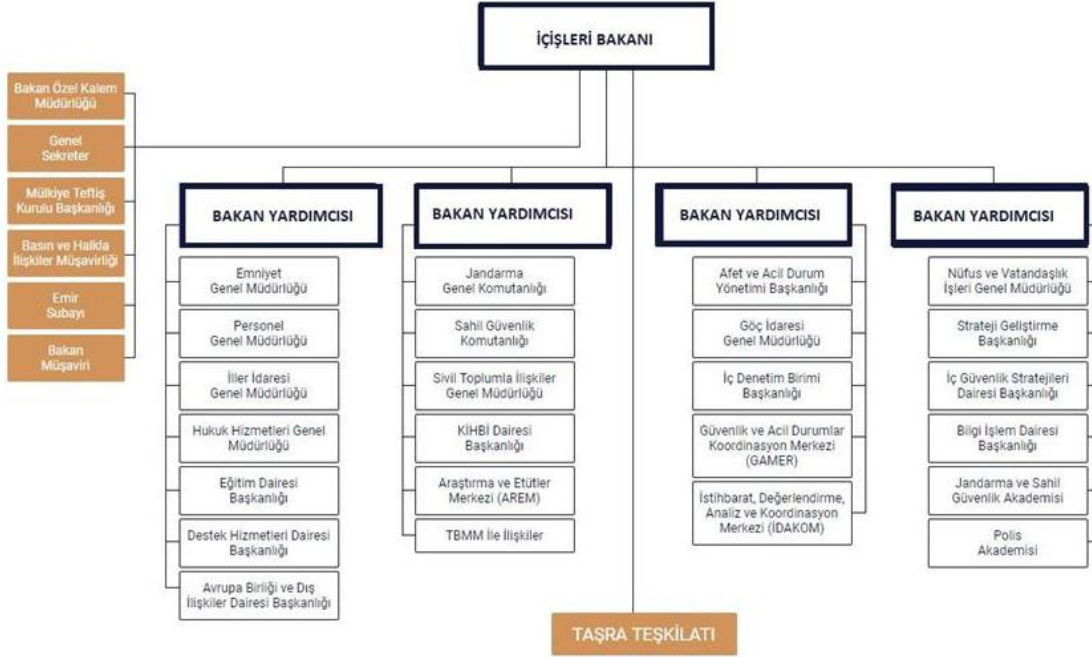 İÇİŞLERİ BAKANI
Bakan Özel Kalem
Müdürlüğü
Genel
Sekreter
Mülkiye Teftiş
Kurulu Başkanlığı
Basın ve Halkla
İlişkiler Müşavirliği
Emir
Subayı
Bakan
Müşaviri
BAKAN YARDIMCISI
Emniyet
Genel Müdürlüğü
Personel
Genel Müdürlüğü
İller İdaresi
Genel Müdürlüğü
Hukuk Hizmetleri Genel
Müdürlüğü
Eğitim Dairesi
Başkanlığı
Destek Hizmetleri Dairesi
Başkanlığı
Avrupa Birliği ve Dış
İlişkiler Dairesi Başkanlığı
BAKAN YARDIMCISI
Jandarma
Genel Komutanlığı
Sahil Güvenlik
Komutanlığı
Sivil Toplumla İlişkiler
Genel Müdürlüğü
KİHBİ Dairesi
Başkanlığı
Araştırma ve Etütler
Merkezi (AREM)
TBMM İle İlişkiler
BAKAN YARDIMCISI
Afet ve Acil Durum
Yönetimi Başkanlığı
Göç İdaresi
Genel Müdürlüğü
İç Denetim Birimi
Başkanlığı
Güvenlik ve Acil Durumlar
Koordinasyon Merkezi
(GAMER)
İstihbarat, Değerlendirme,
Analiz ve Koordinasyon
Merkezi (İDAKOM)
BAKAN YARDIMCISI
Nüfus ve Vatandaşlık
İşleri Genel Müdürlüğü
Strateji Geliştirme
Başkanlığı
İç Güvenlik Stratejileri
Dairesi Başkanlığı
Bilgi İşlem Dairesi
Başkanlığı
Jandarma ve Sahil
Güvenlik Akademisi
Polis
Akademisi
TAŞRA TEŞKİLATI